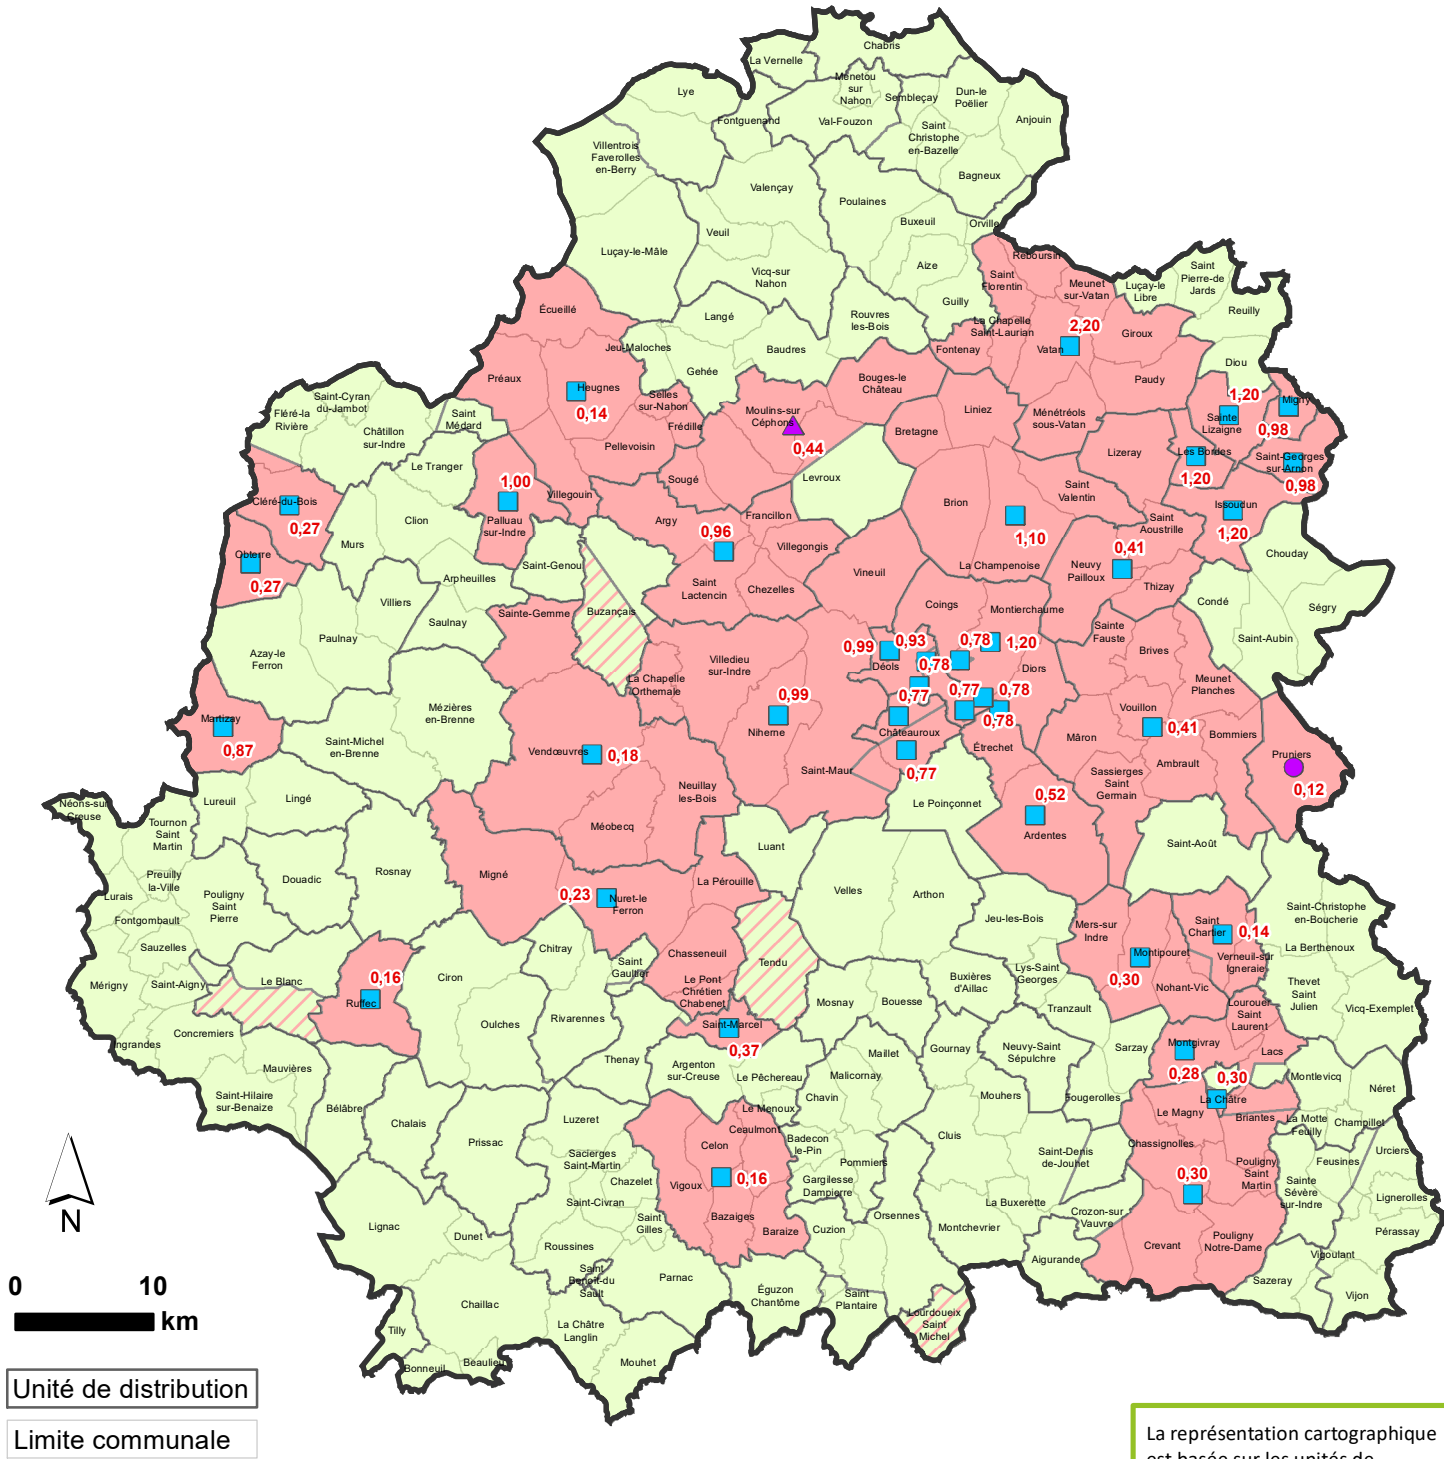 Chabris
La Vernelle
Menetou
sur
Nahon
Sembleçay
Dun-le
Poëlier
Lye
Anjouin
Fontguenand
Val-Fouzon
Saint
Christophe
en-Bazelle
Villentrois
Faverolles
en-Berry
Bagneux
Valençay
Poulaines
Buxeuil
Orville
Veuil
Luçay-le-Mâle
Aize
Reboursin
Vicq-sur
Nahon
Saint
Florentin
Meunet
sur-Vatan
Luçay-le
Libre
Saint
Pierre-de
Jards
Guilly
Écueillé
Langé
Rouvres
les-Bois
La Chapelle
Saint-Laurian
2,20
Vatan
Giroux
Reuilly
Jeu-Maloches
Baudres
Fontenay
Diou
Gehée
Préaux
Heugnes
0,14
Bouges-le
Château
Paudy
Selles
sur-Nahon
Saint-Cyran
du-Jambot
Fléré-la
Rivière
Saint
Médard
Moulins-sur
Céphons
0,44
Liniez
Ménétréols
sous-Vatan
1,20
Sainte
Lizaigne
Migny
0,98
Frédille
Châtillon
sur-Indre
Bretagne
Pellevoisin
Lizeray
Les Bordes
1,20
Saint-Georges
sur-Arnon
0,98
Le Tranger
1,00
Palluau
sur-Indre
Villegouin
Sougé
Levroux
Saint
Valentin
Cléré-du-Bois
0,27
Brion
Issoudun
1,20
Clion
Argy
Francillon
0,96
1,10
Saint
Aoustrille
Murs
Villegongis
0,41
Neuvy
Pailloux
Chouday
Obterre
0,27
Saint-Genou
La Champenoise
Arpheuilles
Vineuil
Saint
Lactencin
Chezelles
Thizay
Villiers
Condé
Ségry
Sainte-Gemme
Buzançais
Coings
Montierchaume
Saulnay
Sainte
Fauste
Paulnay
Saint-Aubin
0,99
0,93
0,78
1,20
Azay-le
Ferron
Villedieu
sur-Indre
Déols
0,78
Diors
Brives
La Chapelle
Orthemale
0,77
0,77
0,78
Meunet
Planches
Mézières
en-Brenne
0,99
Niherne
0,78
Vouillon
0,41
Martizay
0,87
Châteauroux
Étrechet
Mâron
Bommiers
Saint-Michel
en-Brenne
Vendœuvres
0,18
Pruniers
0,12
Saint-Maur
0,77
Ambrault
Neuillay
les-Bois
Sassierges
Saint
Germain
Lingé
Lureuil
0,52
Ardentes
Néons-sur
Creuse
Le Poinçonnet
Tournon
Saint
Martin
Méobecq
Luant
Saint-Août
Preuilly
la-Ville
Douadic
Rosnay
Migné
La Pérouille
Velles
Arthon
Lurais
Pouligny
Saint
Pierre
0,23
Nuret-le
Ferron
Saint-Christophe
en-Boucherie
Fontgombault
Jeu-les-Bois
Mers-sur
Indre
Saint
Chartier
0,14
Sauzelles
Chitray
Chasseneuil
La Berthenoux
Montipouret
0,30
Verneuil-sur
Igneraie
Saint
Gaultier
Tendu
Lys-Saint
Georges
Buxières
d'Aillac
Le Blanc
0,16
Ruffec
Ciron
Mérigny
Saint-Aigny
Le Pont
Chrétien
Chabenet
Thevet
Saint
Julien
Nohant-Vic
Mosnay
Bouesse
Tranzault
Vicq-Exemplet
Lourouer
Saint
Laurent
Rivarennes
Oulches
Saint-Marcel
0,37
Concremiers
Ingrandes
Neuvy-Saint
Sépulchre
Sarzay
Montgivray
0,28
Lacs
Gournay
Maillet
Thenay
Argenton
sur-Creuse
Mauvières
Malicornay
Le Pêchereau
0,30
La Châtre
Montlevicq
Néret
Saint-Hilaire
sur-Benaize
Chavin
Mouhers
Fougerolles
Bélâbre
Le Menoux
Le Magny
Briantes
La Motte
Feuilly
Champillet
Chalais
Luzeret
Ceaulmont
Prissac
Celon
Badecon
le-Pin
Cluis
Chassignolles
Urciers
Saint-Denis
de-Jouhet
Sacierges
Saint-Martin
Pommiers
Feusines
Pouligny
Saint
Martin
Chazelet
Vigoux
0,16
Gargilesse
Dampierre
0,30
Sainte
Sévère
sur-Indre
Saint-Civran
La Buxerette
Lignerolles
Bazaiges
Orsennes
Crozon-sur
Vauvre
Lignac
Saint
Gilles
Baraize
Cuzion
Montchevrier
Pérassay
Dunet
Crevant
Pouligny
Notre-Dame
Roussines
Aigurande
Vigoulant
Saint
Benoît-du
Sault
Parnac
Sazeray
Éguzon
Chantôme
Saint
Plantaire
Vijon
Chaillac
Lourdoueix
Saint
Michel
La Châtre
Langlin
Tilly
Mouhet
Beaulieu
Bonneuil
N
0 10
km
Unité de distribution
Limite communale
La représentation cartographique
est basée sur les unités de